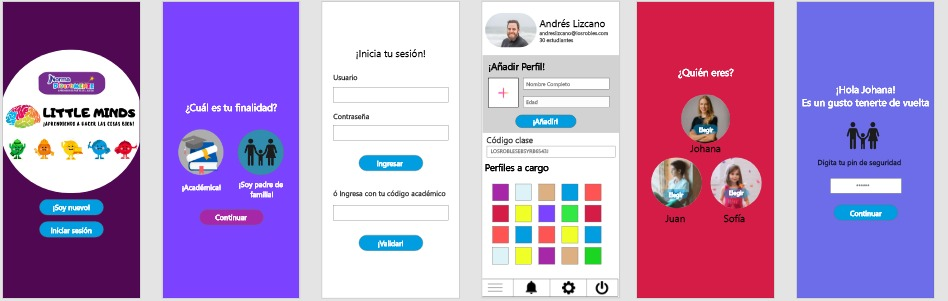 Norma
Divertimente
LITTLE MINDS
¡APRENDIENDO A HACER LAS COSAS BIEN!
¡Soy nuevo!
Iniciar sesión
¿Cuál es tu finalidad?
¡Académica!
¡Soy padre de
familia!
Continuar
¡Inicia tu sesión!
Usuario
Contraseña
Ingresar
ó Ingresa con tu código académico
¡Validar!
Andrés Lizcano
andreslizcano@losrobles.com
30 estudiantes
¡Añadir Perfil!
Nombre Completo
Edad
¡Añadir!
Código clase
Perfiles a cargo
¿Quién eres?
Elegir
Johana
Elegir
Elegir
Juan
Sofía
¡Hola Johana!
Es un gusto tenerte de vuelta
Digita tu pin de seguridad
******
Continuar